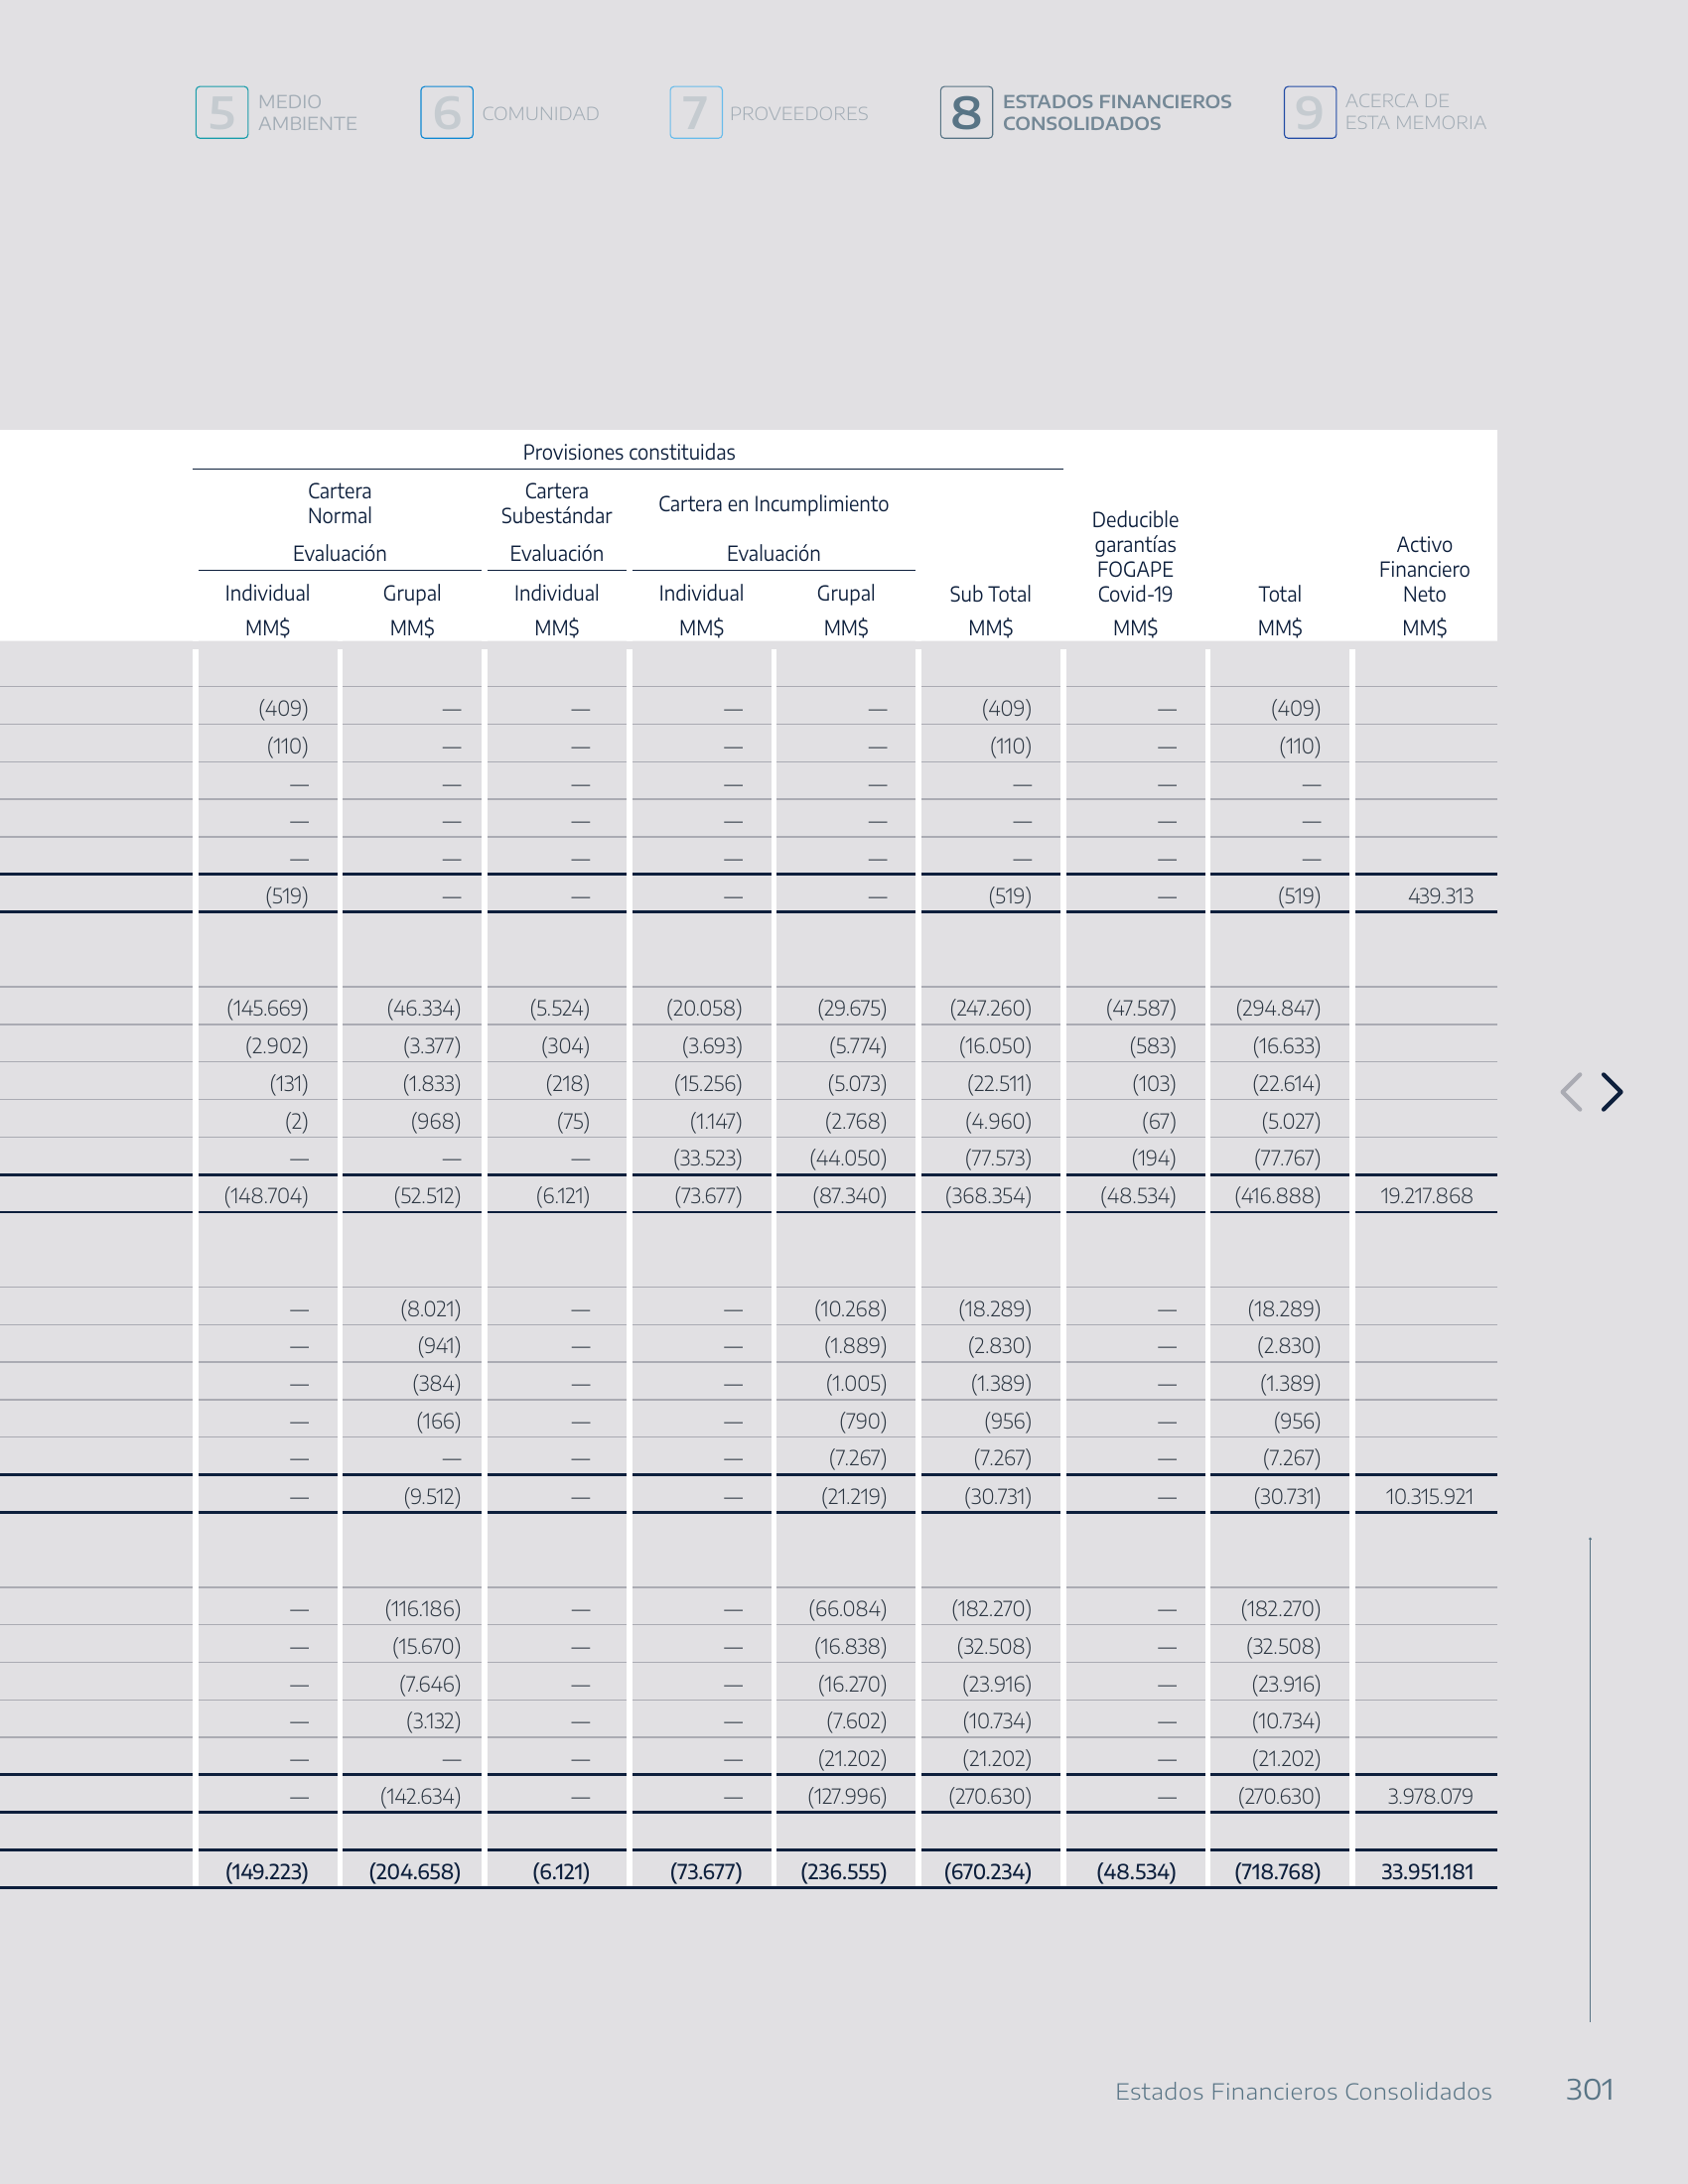 5 MEDIO AMBIENTE
6 COMUNIDAD
7 PROVEEDORES
8 ESTADOS FINANCIEROS CONSOLIDADOS
9 ACERCA DE ESTA MEMORIA
Provisiones constituidas
Cartera Normal
Cartera Subestándar
Cartera en Incumplimiento
Deducible garantías FOGAPE Covid-19
Activo Financiero Neto
Evaluación Evaluación Evaluación
Individual Grupal Individual Individual Grupal Sub Total Total
MM$ MM$ MM$ MM$ MM$ MM$ MM$ MM$ MM$
(409) — — — — (409) — (409)
(110) — — — — (110) — (110)
— — — — — — — —
— — — — — — — —
— — — — — — — —
(519) — — — — (519) — (519) 439.313
(145.669) (46.334) (5.524) (20.058) (29.675) (247.260) (47.587) (294.847)
(2.902) (3.377) (304) (3.693) (5.774) (16.050) (583) (16.633)
(131) (1.833) (218) (15.256) (5.073) (22.511) (103) (22.614)
(2) (968) (75) (1.147) (2.768) (4.960) (67) (5.027)
— — — (33.523) (44.050) (77.573) (194) (77.767)
(148.704) (52.512) (6.121) (73.677) (87.340) (368.354) (48.534) (416.888) 19.217.868
— (8.021) — — (10.268) (18.289) — (18.289)
— (941) — — (1.889) (2.830) — (2.830)
— (384) — — (1.005) (1.389) — (1.389)
— (166) — — (790) (956) — (956)
— — — — (7.267) (7.267) — (7.267)
— (9.512) — — (21.219) (30.731) — (30.731) 10.315.921
— (116.186) — — (66.084) (182.270) — (182.270)
— (15.670) — — (16.838) (32.508) — (32.508)
— (7.646) — — (16.270) (23.916) — (23.916)
— (3.132) — — (7.602) (10.734) — (10.734)
— — — — (21.202) (21.202) — (21.202)
— (142.634) — — (127.996) (270.630) — (270.630) 3.978.079
(149.223) (204.658) (6.121) (73.677) (236.555) (670.234) (48.534) (718.768) 33.951.181
Estados Financieros Consolidados 301